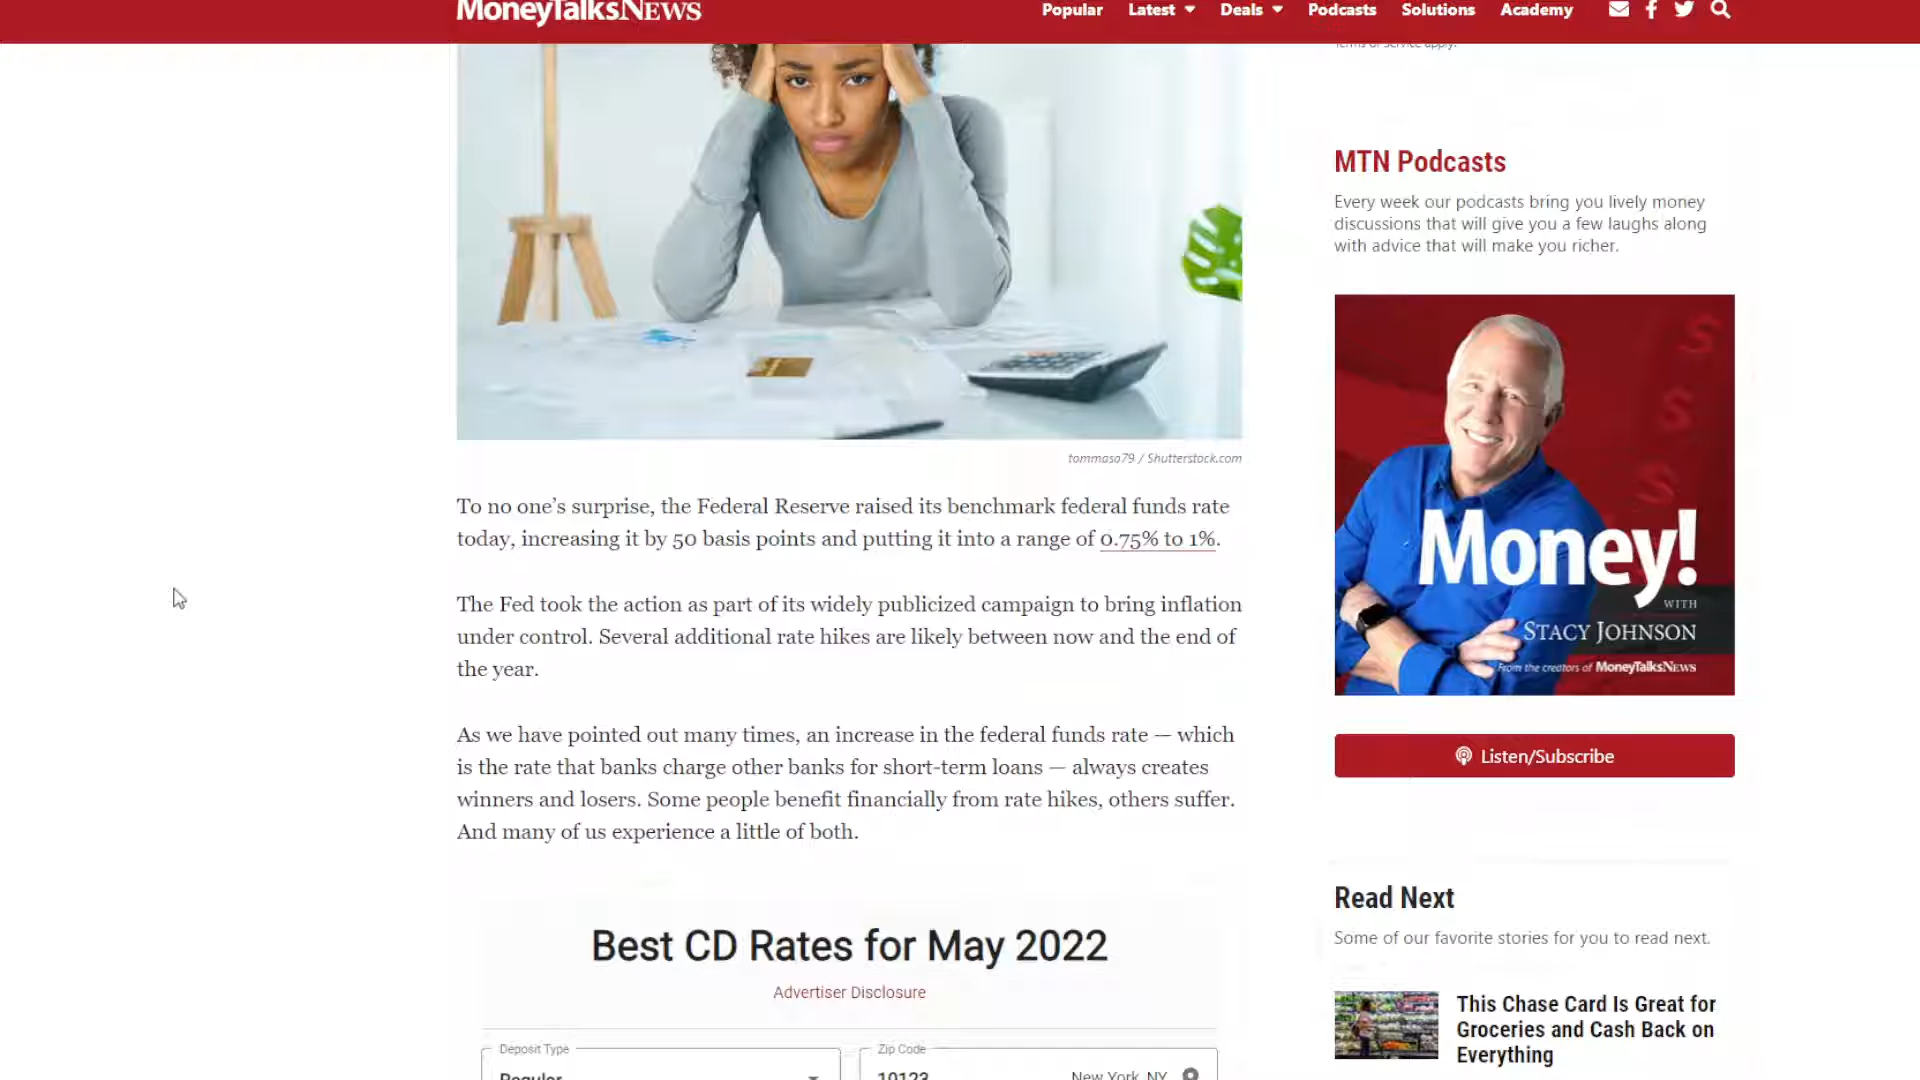 MoneyTalksNEWS
Popular
Latest
Deals
Podcasts
Solutions
Academy
Terms of Service apply.
tommaso79 / Shutterstock.com
To no one’s surprise, the Federal Reserve raised its benchmark federal funds rate
today, increasing it by 50 basis points and putting it into a range of 0.75% to 1%.
The Fed took the action as part of its widely publicized campaign to bring inflation
under control. Several additional rate hikes are likely between now and the end of
the year.
As we have pointed out many times, an increase in the federal funds rate — which
is the rate that banks charge other banks for short-term loans — always creates
winners and losers. Some people benefit financially from rate hikes, others suffer.
And many of us experience a little of both.
Best CD Rates for May 2022
Advertiser Disclosure
Deposit Type
Regular
Zip Code
10123
New York, NY
MTN Podcasts
Every week our podcasts bring you lively money
discussions that will give you a few laughs along
with advice that will make you richer.
Money!
WITH
STACY JOHNSON
From the creators of MoneyTalksNEWS
Listen/Subscribe
Read Next
Some of our favorite stories for you to read next.
This Chase Card Is Great for
Groceries and Cash Back on
Everything